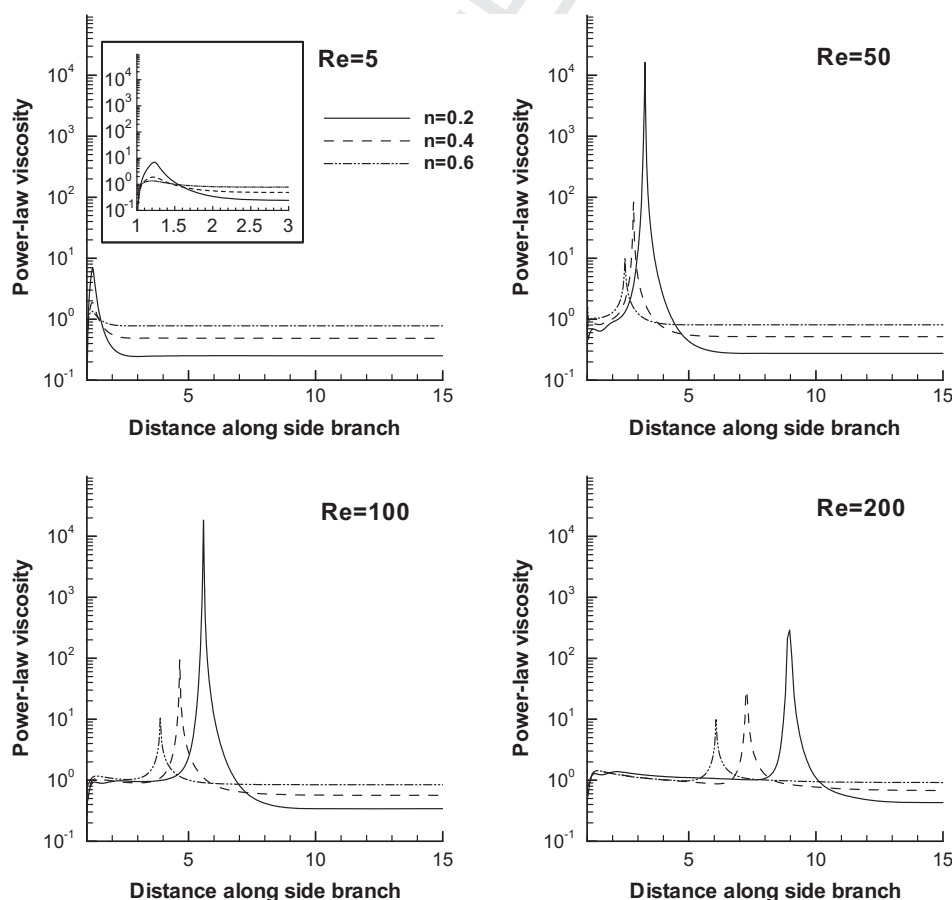 Re=5
n=0.2
n=0.4
n=0.6
Power-law viscosity
10^4
10^3
10^2
10^1
10^0
10^-1
10^4
10^3
10^2
10^1
10^0
10^-1
1 1.5 2 2.5 3
5 10 15
Distance along side branch
Re=50
Power-law viscosity
10^4
10^3
10^2
10^1
10^0
10^-1
5 10 15
Distance along side branch
Re=100
Power-law viscosity
10^4
10^3
10^2
10^1
10^0
10^-1
5 10 15
Distance along side branch
Re=200
Power-law viscosity
10^4
10^3
10^2
10^1
10^0
10^-1
5 10 15
Distance along side branch